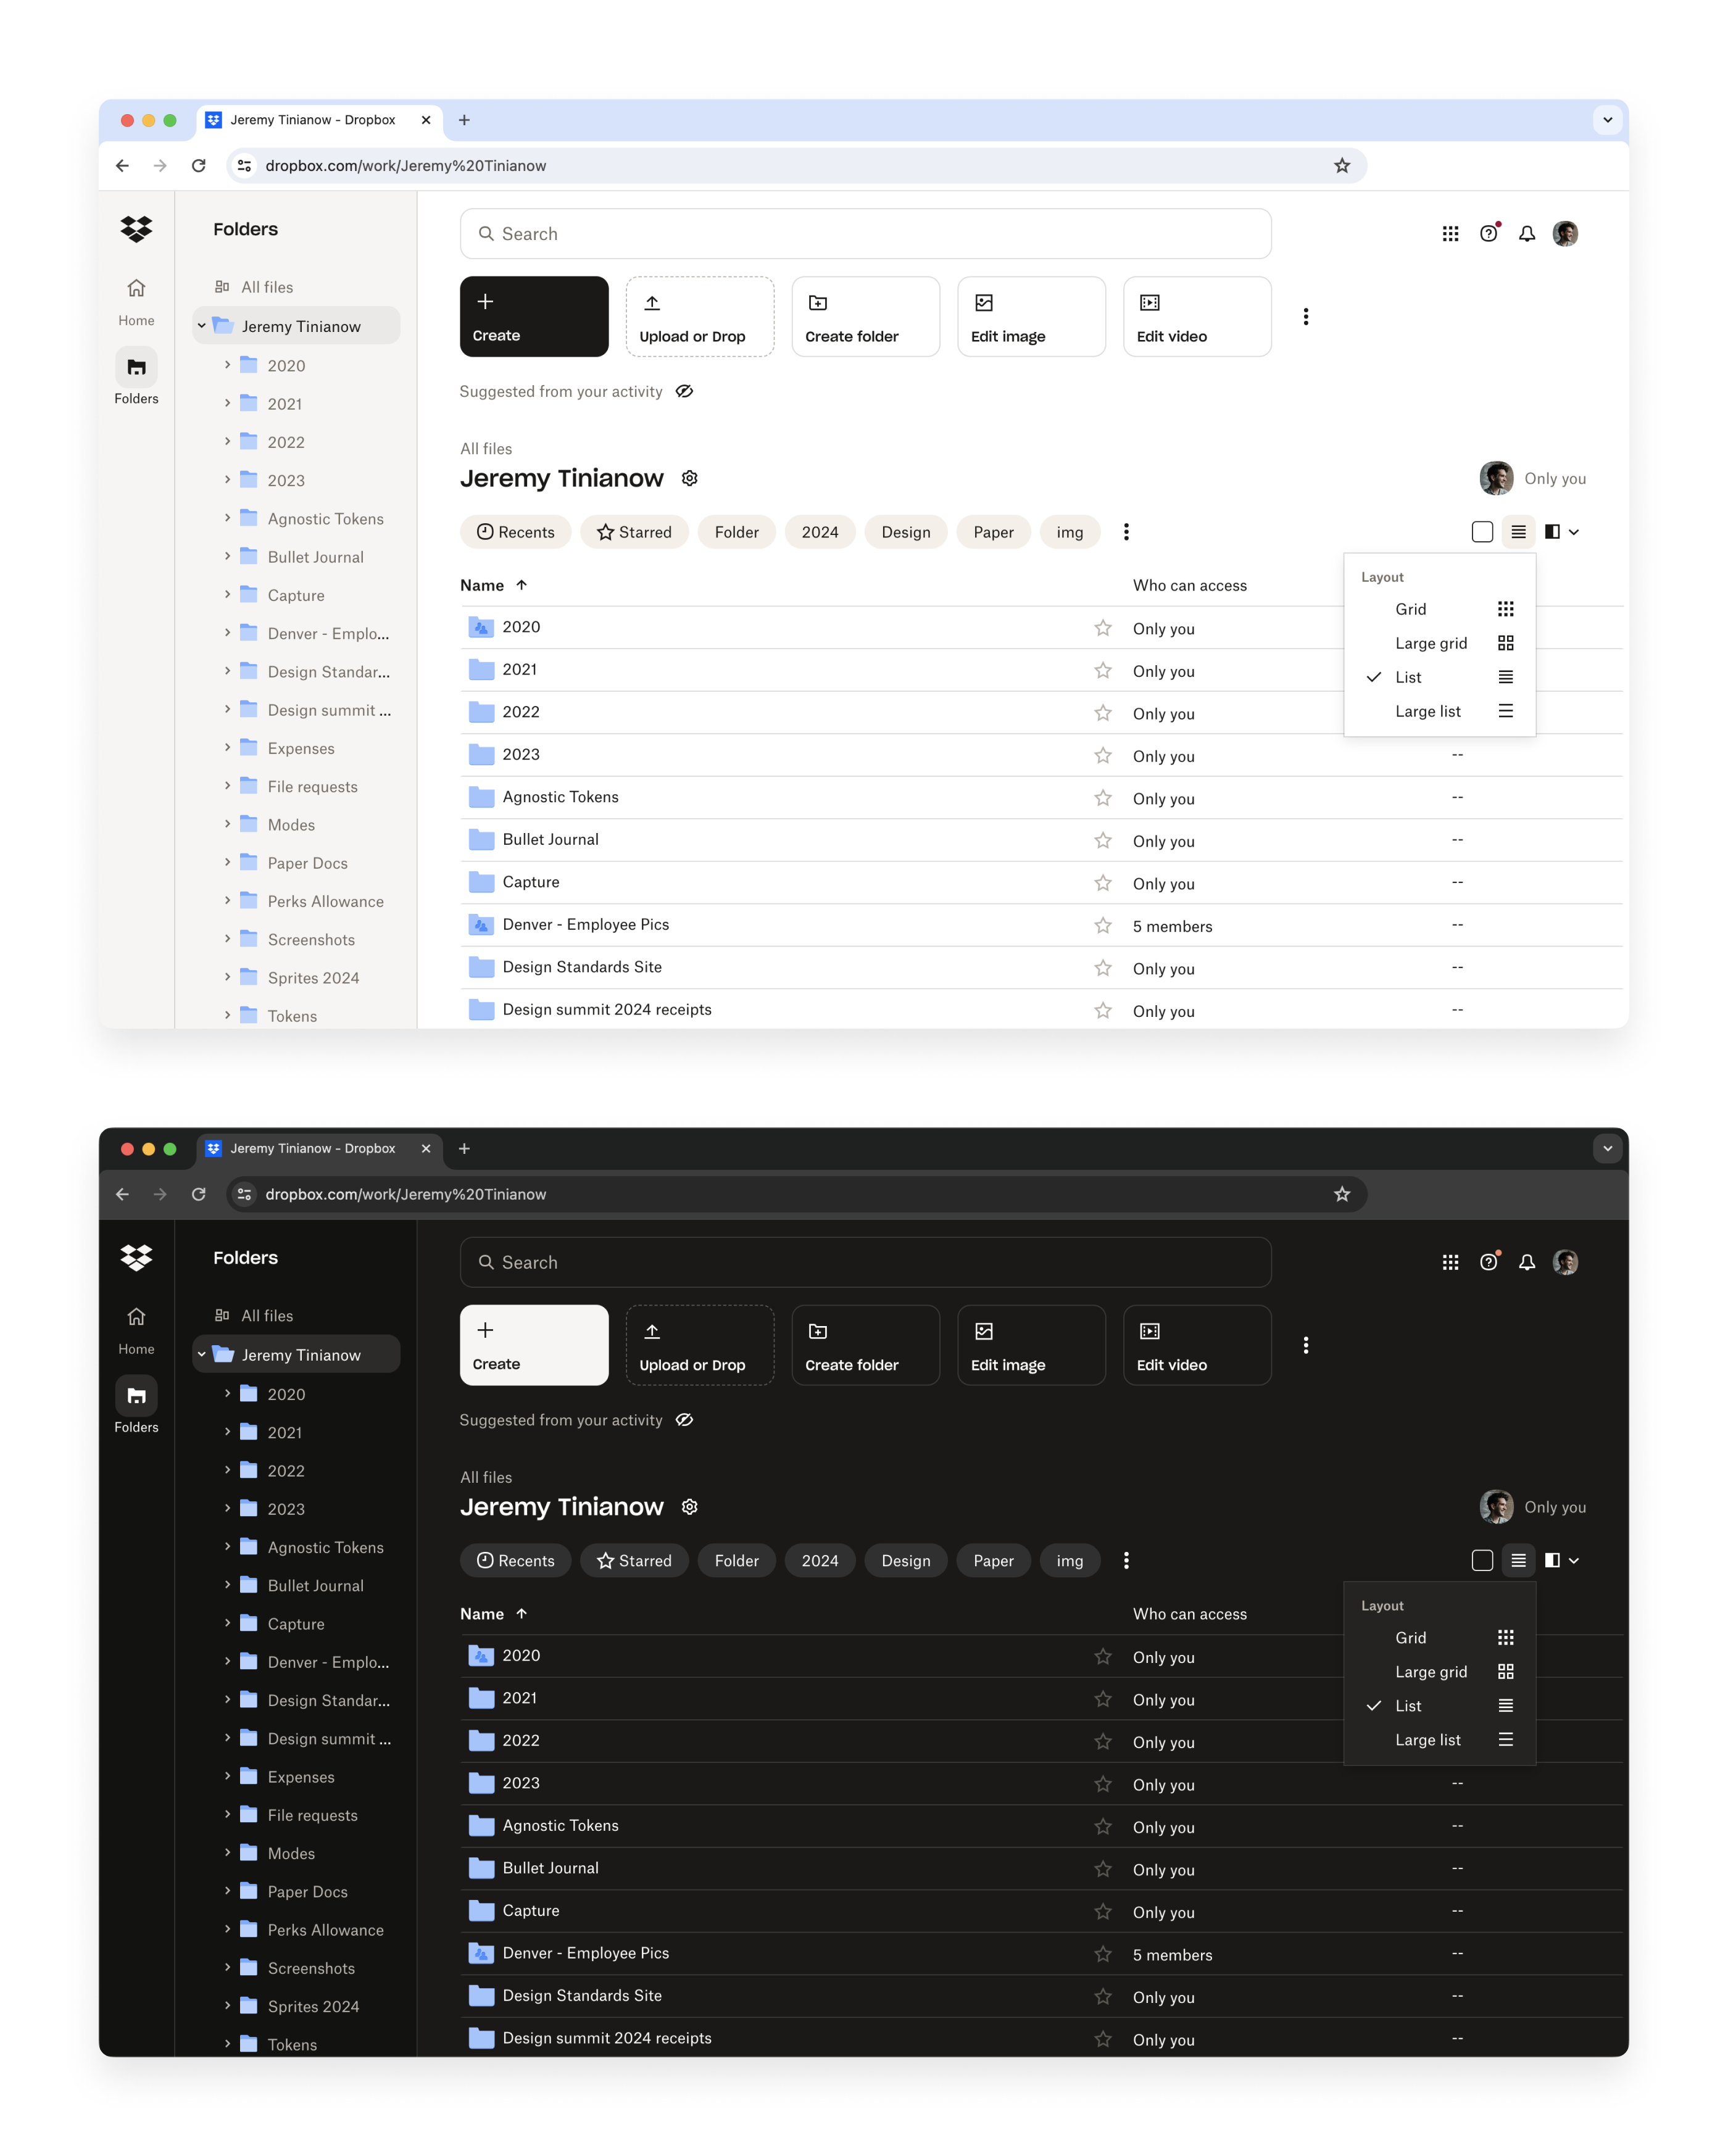 Jeremy Tinianow - Dropbox
dropbox.com/work/Jeremy%20Tinianow
Home
Folders
Folders
All files
Jeremy Tinianow
2020
2021
2022
2023
Agnostic Tokens
Bullet Journal
Capture
Denver - Emplo...
Design Standar...
Design summit ...
Expenses
File requests
Modes
Paper Docs
Perks Allowance
Screenshots
Sprites 2024
Tokens
Search
Create
Upload or Drop
Create folder
Edit image
Edit video
Suggested from your activity
All files
Jeremy Tinianow
Only you
Recents
Starred
Folder
2024
Design
Paper
img
Name
Who can access
2020 Only you
2021 Only you
2022 Only you
2023 Only you --
Agnostic Tokens Only you --
Bullet Journal Only you --
Capture Only you --
Denver - Employee Pics 5 members --
Design Standards Site Only you --
Design summit 2024 receipts Only you --
Layout
Grid
Large grid
List
Large list
Jeremy Tinianow - Dropbox
dropbox.com/work/Jeremy%20Tinianow
Home
Folders
Folders
All files
Jeremy Tinianow
2020
2021
2022
2023
Agnostic Tokens
Bullet Journal
Capture
Denver - Emplo...
Design Standar...
Design summit ...
Expenses
File requests
Modes
Paper Docs
Perks Allowance
Screenshots
Sprites 2024
Tokens
Search
Create
Upload or Drop
Create folder
Edit image
Edit video
Suggested from your activity
All files
Jeremy Tinianow
Only you
Recents
Starred
Folder
2024
Design
Paper
img
Name
Who can access
2020 Only you
2021 Only you
2022 Only you
2023 Only you --
Agnostic Tokens Only you --
Bullet Journal Only you --
Capture Only you --
Denver - Employee Pics 5 members --
Design Standards Site Only you --
Design summit 2024 receipts Only you --
Layout
Grid
Large grid
List
Large list